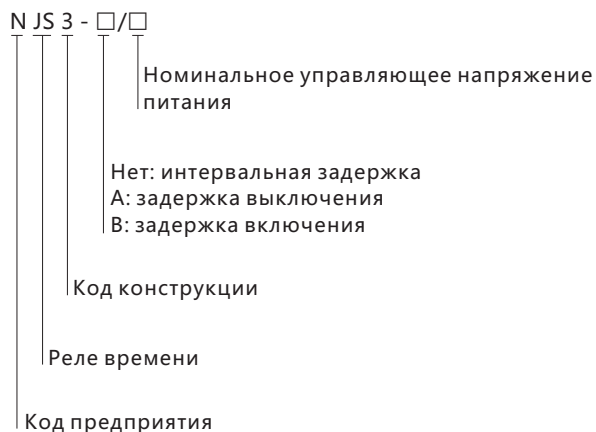 N JS 3 - □/□
Номинальное управляющее напряжение
питания
Нет: интервальная задержка
A: задержка выключения
B: задержка включения
Код конструкции
Реле времени
Код предприятия